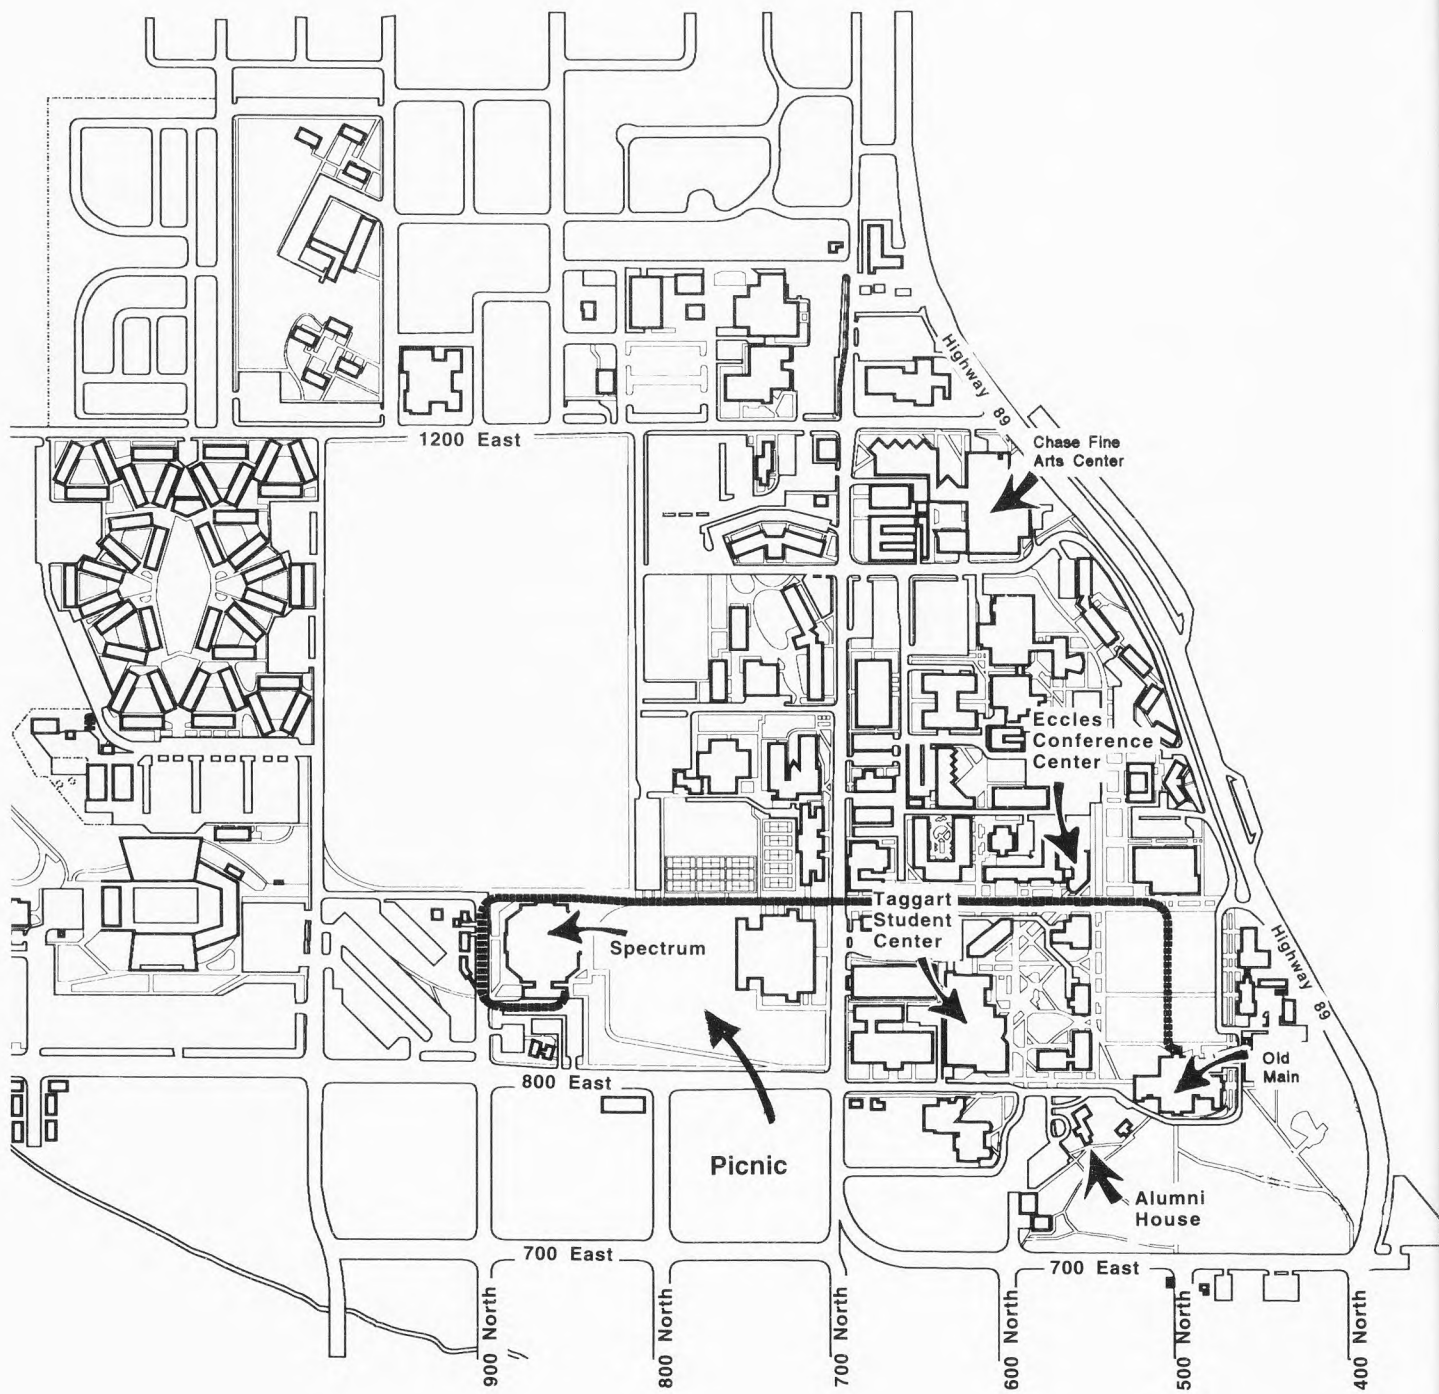 Highway 89
1200 East
Chase Fine
Arts Center
Eccles
Conference
Center
Taggart
Student
Center
Spectrum
Highway 89
Old
Main
800 East
Picnic
Alumni
House
700 East
700 East
900 North
800
700 North
600 North
500 North
400 North